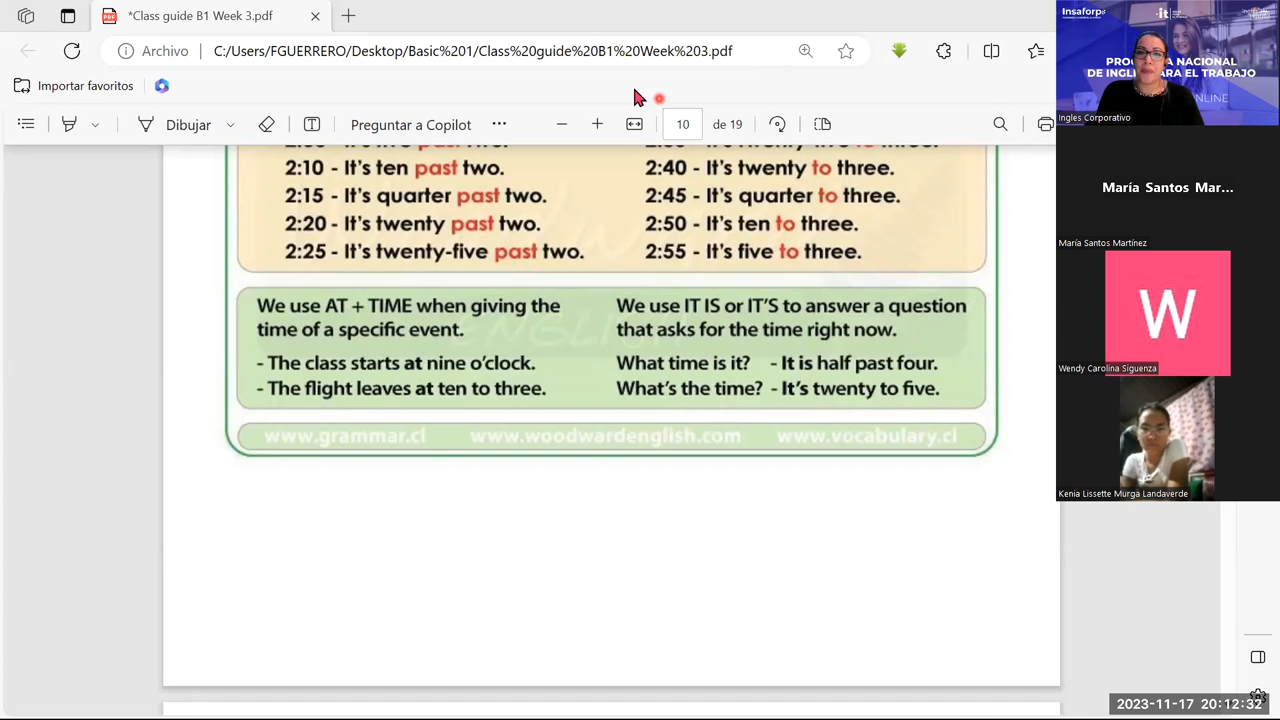 *Class guide B1 Week 3.pdf
Archivo
C:/Users/FGUERRERO/Desktop/Basic%201/Class%20guide%20B1%20Week%203.pdf
Importar favoritos
Dibujar
Preguntar a Copilot
10
de 19
2:10 - It's ten past two.
2:15 - It's quarter past two.
2:20 - It's twenty past two.
2:25 - It's twenty-five past two.
2:40 - It's twenty to three.
2:45 - It's quarter to three.
2:50 - It's ten to three.
2:55 - It's five to three.
We use AT + TIME when giving the
time of a specific event.
- The class starts at nine o'clock.
- The flight leaves at ten to three.
We use IT IS or IT'S to answer a question
that asks for the time right now.
What time is it? - It is half past four.
What's the time? - It's twenty to five.
www.grammar.cl www.woodwardenglish.com www.vocabulary.cl
Insaforp
it
NACIONAL
ARA EL TRABAJO
Ingles Corporativo
María Santos Mar...
María Santos Martínez
W
Wendy Carolina Siguenza
Kenia Lissette Murga Landaverde
2023-11-17 20:12:32